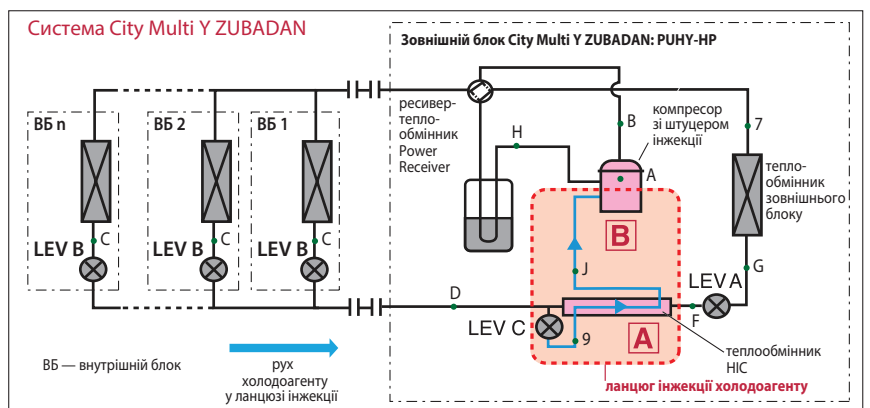 Система City Multi Y ZUBADAN
Зовнішній блок City Multi Y ZUBADAN: PUHY-HP
ВБ n
ВБ 2
ВБ 1
LEV B
C
LEV B
C
LEV B
C
ресивер-
тепло-
обмінник
Power
Receiver
H
B
компресор
зі штуцером
інжекції
A
7
тепло-
обмінник
зовнішнього
блоку
B
J
G
LEV A
D
F
LEV C
9
A
теплообмінник
HIC
ланцюг інжекції холодоагенту
ВБ — внутрішній блок
рух
холодоагенту
у ланцюзі інжекції